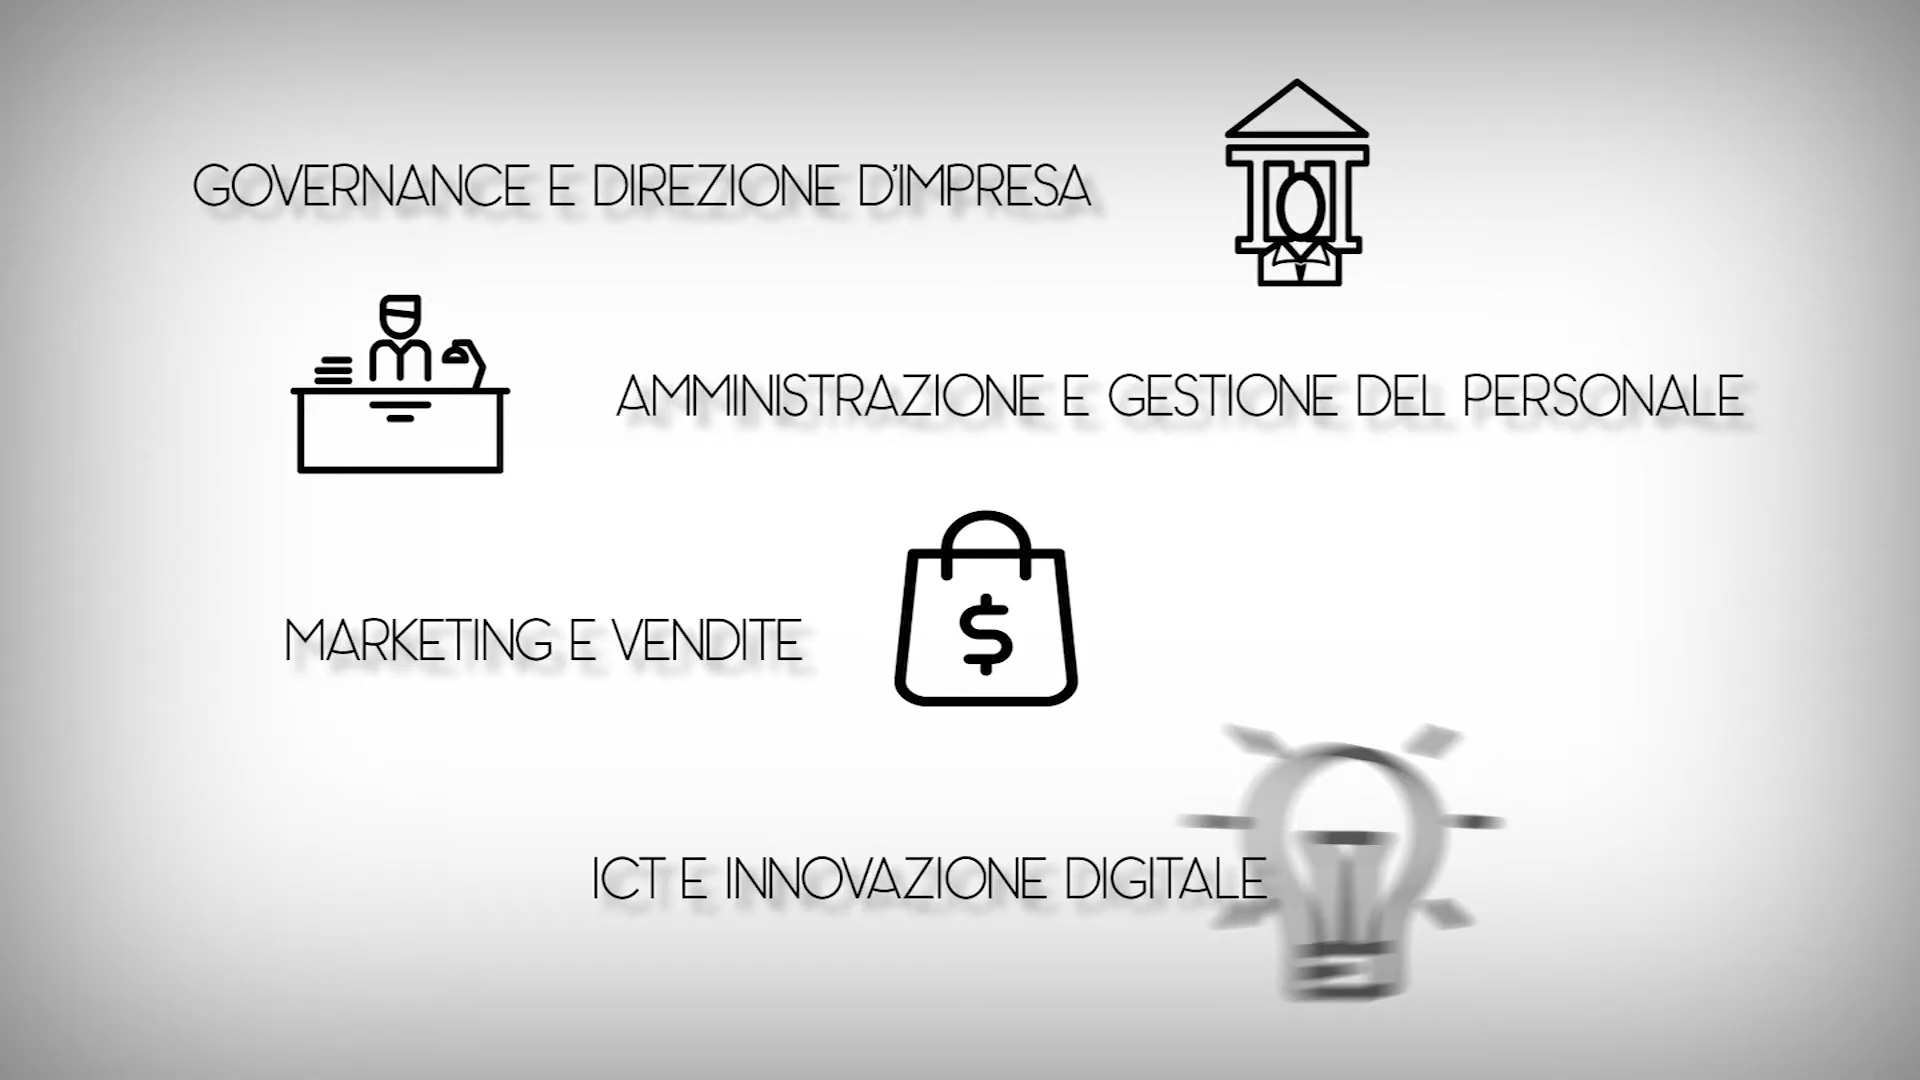 GOVERNANCE E DIREZIONE D'IMPRESA
AMMINISTRAZIONE E GESTIONE DEL PERSONALE
MARKETING E VENDITE
$
ICT E INNOVAZIONE DIGITALE